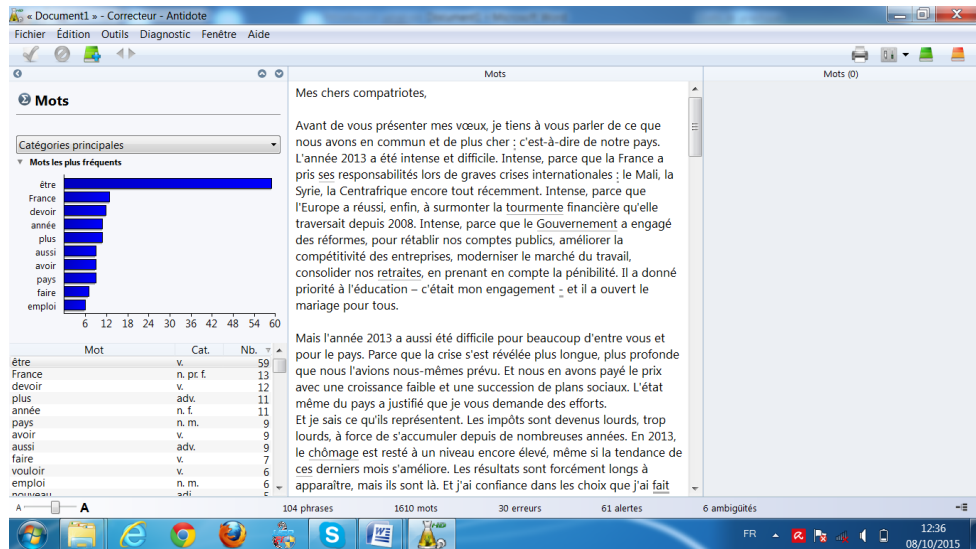 « Document1 » - Correcteur - Antidote
Fichier Édition Outils Diagnostic Fenêtre Aide
Mots
Mots (0)
Mots
Catégories principales
Mots les plus fréquents
être
France
devoir
année
plus
aussi
avoir
pays
faire
emploi
6 12 18 24 30 36 42 48 54 60
Mot Cat. Nb.
être v. 59
France n. pr. f. 13
devoir v. 12
plus adv. 11
année n. f. 11
pays n. m. 9
avoir v. 9
aussi adv. 9
faire v. 7
vouloir v. 6
emploi n. m. 6
nouveau adj. 5
Mes chers compatriotes,
Avant de vous présenter mes vœux, je tiens à vous parler de ce que
nous avons en commun et de plus cher : c'est-à-dire de notre pays.
L'année 2013 a été intense et difficile. Intense, parce que la France a
pris ses responsabilités lors de graves crises internationales : le Mali, la
Syrie, la Centrafrique encore tout récemment. Intense, parce que
l'Europe a réussi, enfin, à surmonter la tourmente financière qu'elle
traversait depuis 2008. Intense, parce que le Gouvernement a engagé
des réformes, pour rétablir nos comptes publics, améliorer la
compétitivité des entreprises, moderniser le marché du travail,
consolider nos retraites, en prenant en compte la pénibilité. Il a donné
priorité à l'éducation – c'était mon engagement - et il a ouvert le
mariage pour tous.
Mais l'année 2013 a aussi été difficile pour beaucoup d'entre vous et
pour le pays. Parce que la crise s'est révélée plus longue, plus profonde
que nous l'avions nous-mêmes prévu. Et nous en avons payé le prix
avec une croissance faible et une succession de plans sociaux. L'état
même du pays a justifié que je vous demande des efforts.
Et je sais ce qu'ils représentent. Les impôts sont devenus lourds, trop
lourds, à force de s'accumuler depuis de nombreuses années. En 2013,
le chômage est resté à un niveau encore élevé, même si la tendance de
ces derniers mois s'améliore. Les résultats sont forcément longs à
apparaître, mais ils sont là. Et j'ai confiance dans les choix que j'ai fait
A A
104 phrases 1610 mots 30 erreurs 61 alertes 6 ambigüités
FR
12:36
08/10/2015